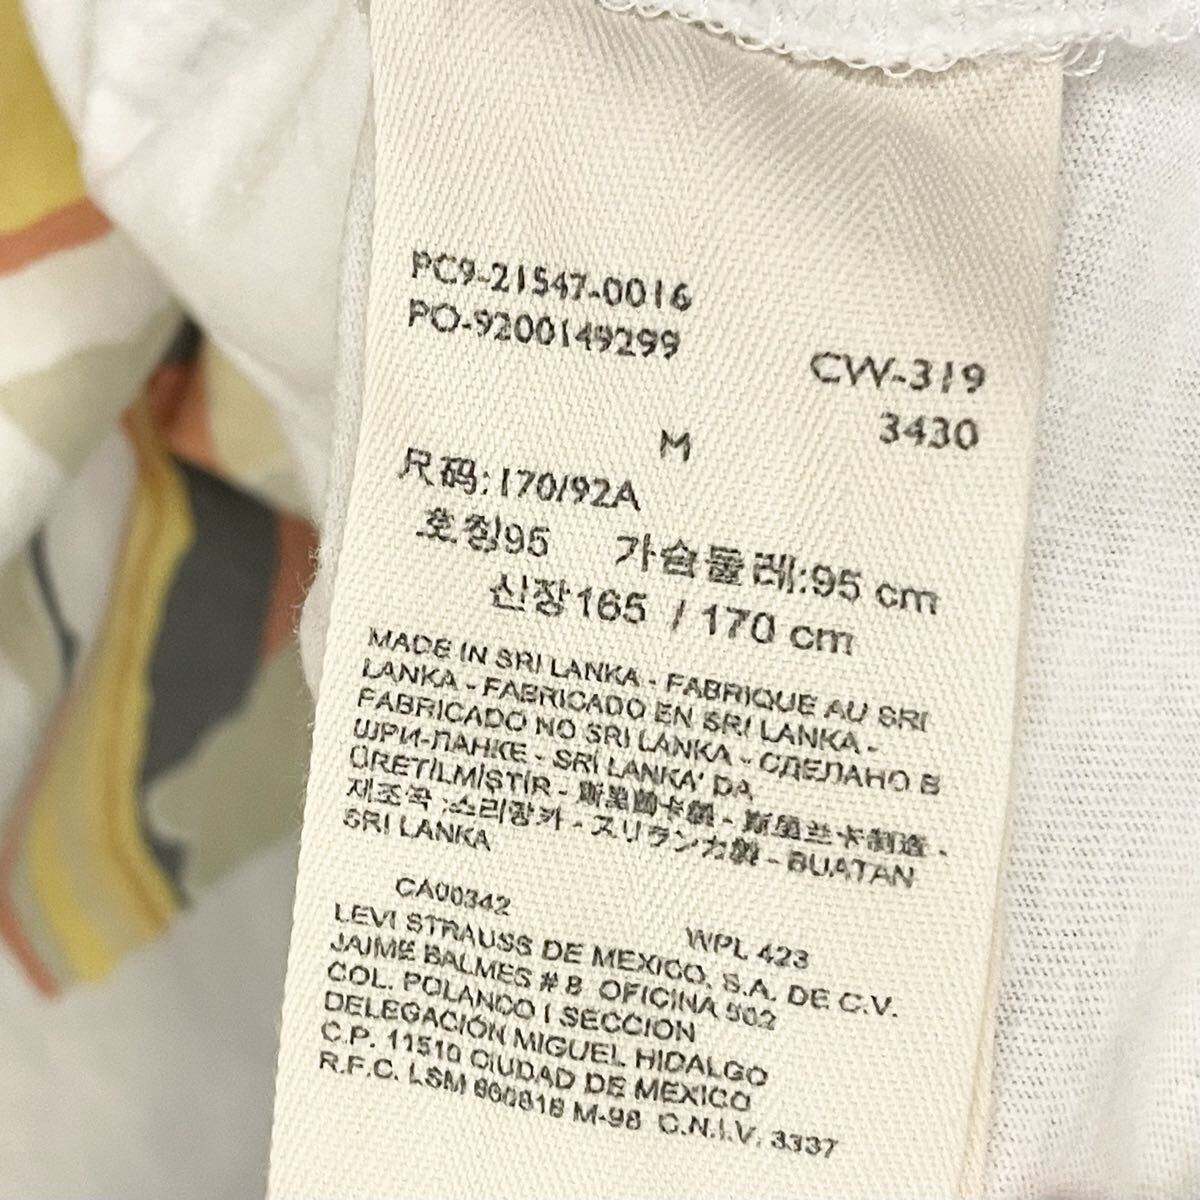 PC9-21547-0016
PO-9200149299
CW-319
3430
M
尺码:170/92A
호칭95 가슴둘레:95 cm
신장165 / 170 cm
MADE IN SRI LANKA - FABRIQUE AU SRI
LANKA - FABRICADO EN SRI LANKA -
FABRICADO NO SRI LANKA - СДЕЛАНО В
ШРИ-ЛАНКЕ - SRİ LANKA' DA
ÜRETİLMİŞTİR - 斯里蘭卡製 - 斯里兰卡制造 -
제조국 :스리랑카 - スリランカ製 - BUATAN
SRI LANKA
CA00342
WPL 423
LEVI STRAUSS DE MEXICO, S.A. DE C.V.
JAIME BALMES # 8 OFICINA 502
COL. POLANCO I SECCION
DELEGACIÓN MIGUEL HIDALGO
C.P. 11510 CIUDAD DE MEXICO
R.F.C. LSM 860818 M-98 C.N.I.V. 3337